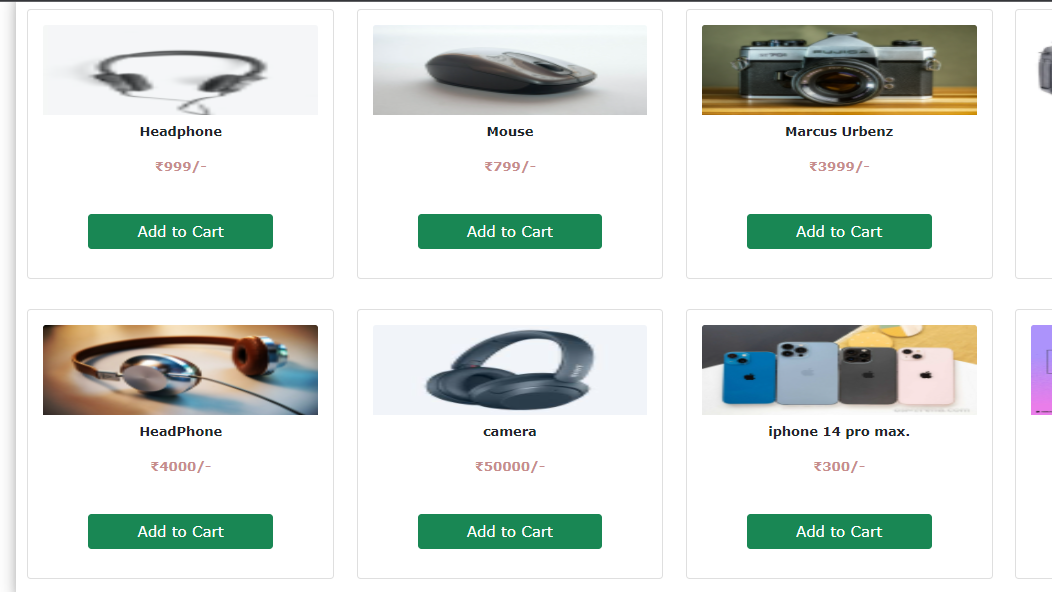 FUJICA
Headphone
Mouse
Marcus Urbenz
₹999/-
₹799/-
₹3999/-
Add to Cart
Add to Cart
Add to Cart
HeadPhone
camera
iphone 14 pro max.
₹4000/-
₹50000/-
₹300/-
Add to Cart
Add to Cart
Add to Cart